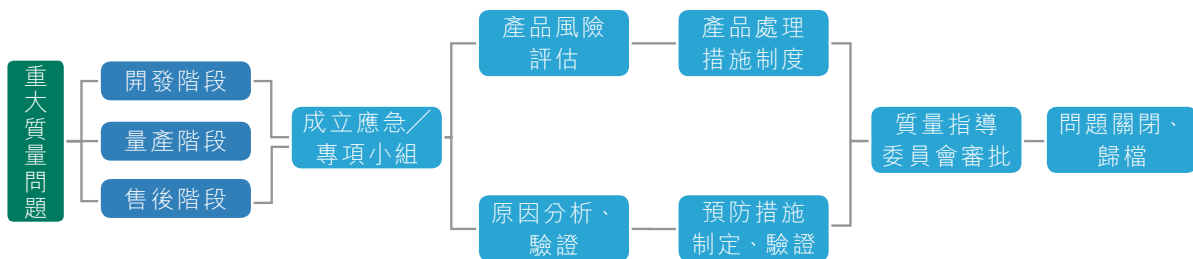 重大質量問題
開發階段
量產階段
售後階段
成立應急／
專項小組
產品風險
評估
產品處理
措施制度
原因分析、
驗證
預防措施
制定、驗證
質量指導
委員會審批
問題關閉、
歸檔